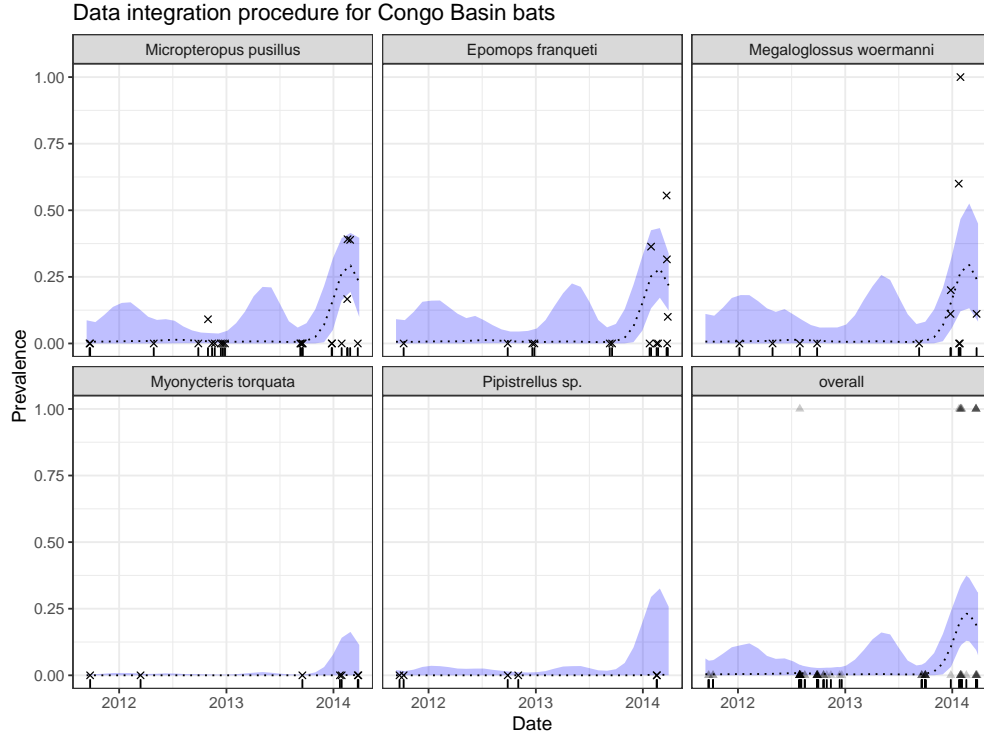 Data integration procedure for Congo Basin bats
Micropteropus pusillus
Epomops franqueti
Megaloglossus woermanni
1.00
0.75
0.50
0.25
0.00
Prevalence
Myonycteris torquata
Pipistrellus sp.
overall
1.00
0.75
0.50
0.25
0.00
2012
2013
2014
2012
2013
2014
2012
2013
2014
Date